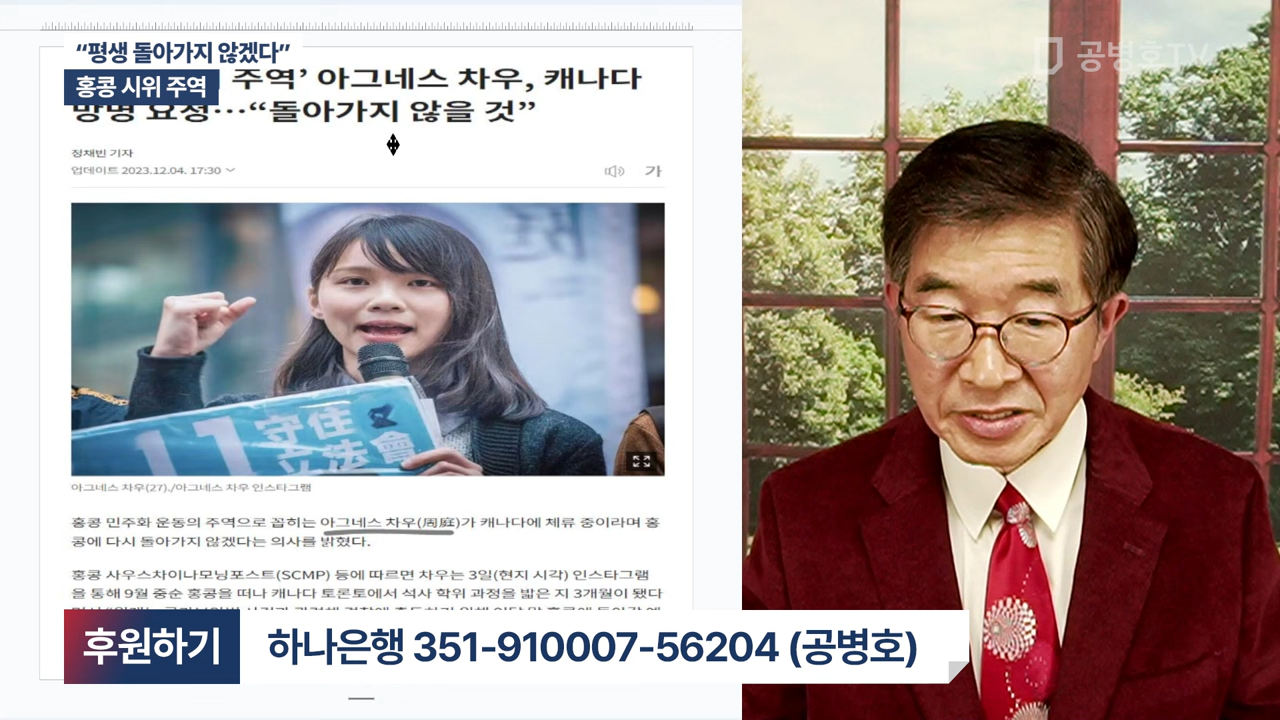 “평생 돌아가지 않겠다”
홍콩 시위 주역
주역’ 아그네스 차우, 캐나다
망명 요청…“돌아가지 않을 것”
정채빈 기자
업데이트 2023.12.04. 17:30
가
守住
立法會
아그네스 차우(27)./아그네스 차우 인스타그램
홍콩 민주화 운동의 주역으로 꼽히는 아그네스 차우(周庭)가 캐나다에 체류 중이라며 홍
콩에 다시 돌아가지 않겠다는 의사를 밝혔다.
홍콩 사우스차이나모닝포스트(SCMP) 등에 따르면 차우는 3일(현지 시각) 인스타그램
을 통해 9월 중순 홍콩을 떠나 캐나다 토론토에서 석사 학위 과정을 밟은 지 3개월이 됐다
후원하기
하나은행 351-910007-56204 (공병호)
공병호TV